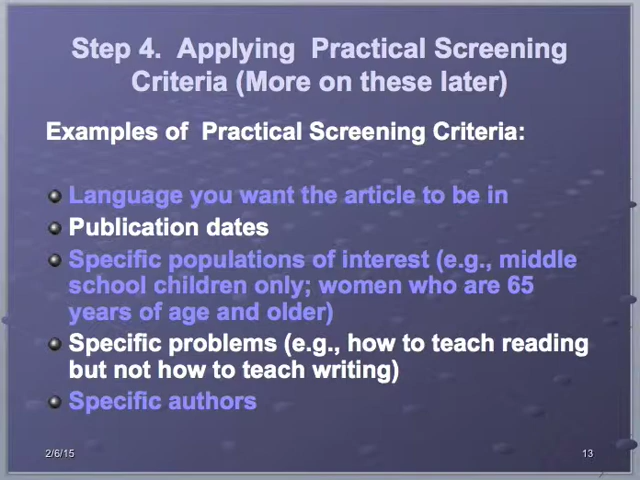 Step 4. Applying Practical Screening
Criteria (More on these later)
Examples of Practical Screening Criteria:
Language you want the article to be in
Publication dates
Specific populations of interest (e.g., middle
school children only; women who are 65
years of age and older)
Specific problems (e.g., how to teach reading
but not how to teach writing)
Specific authors
2/6/15
13